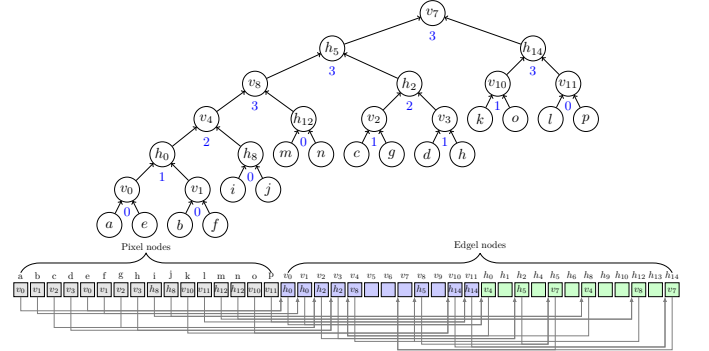 v₇
3
h₅ h₁₄
3 3
v₈ h₂ v₁₀ v₁₁
3 2 1 0
v₄ h₁₂ v₂ v₃ k o l p
2 0 1 1
h₀ h₈ m n c g d h
1 0
v₀ v₁ i j
0 0
a e b f
Pixel nodes Edgel nodes
a b c d e f g h i j k l m n o p v₀ v₁ v₂ v₃ v₄ v₅ v₆ v₇ v₈ v₉ v₁₀ v₁₁ h₀ h₁ h₂ h₄ h₅ h₆ h₈ h₉ h₁₀ h₁₂ h₁₃ h₁₄
v₀ v₁ v₂ v₃ v₀ v₁ v₂ v₃ h₈ h₈ v₁₀ v₁₁ h₁₂ h₁₂ v₁₀ v₁₁ h₀ h₀ h₂ h₂ v₈ h₅ h₁₄ h₁₄ v₄ h₅ v₇ v₄ v₈ v₇